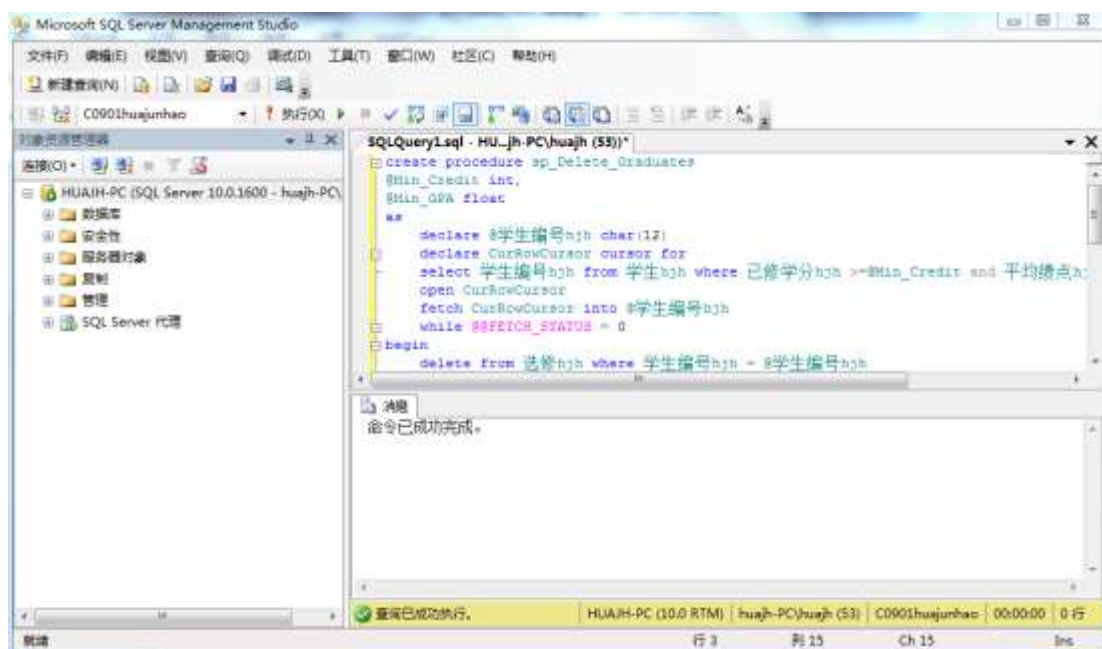 Microsoft SQL Server Management Studio
文件(F) 编辑(E) 视图(V) 查询(Q) 调试(D) 工具(T) 窗口(W) 社区(C) 帮助(H)
新建查询(N)
C0901huajunhao 执行(X)
对象资源管理器
SQLQuery1.sql - HU...jh-PC\huajh (53))*
连接(O)
HUAJH-PC (SQL Server 10.0.1600 - huajh-PC\
数据库
安全性
服务器对象
复制
管理
SQL Server 代理
create procedure sp_Delete_Graduates
@Min_Credit int,
@Min_GPA float
as
declare @学生编号hjh char(12)
declare CurRowCursor cursor for
select 学生编号hjh from 学生hjh where 已修学分hjh >=@Min_Credit and 平均绩点h
open CurRowCursor
fetch CurRowCursor into @学生编号hjh
while @@FETCH_STATUS = 0
begin
delete from 选修hjh where 学生编号hjh = @学生编号hjh
消息
命令已成功完成。
查询已成功执行。 HUAJH-PC (10.0 RTM) huajh-PC\huajh (53) C0901huajunhao 00:00:00 0 行
就绪 行 3 列 15 Ch 15 Ins